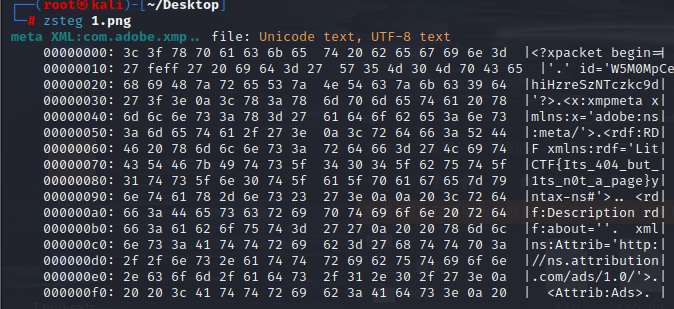 ┌──(root㉿kali)-[~/Desktop]
└─# zsteg 1.png
meta XML:com.adobe.xmp.. file: Unicode text, UTF-8 text
00000000: 3c 3f 78 70 61 63 6b 65 74 20 62 65 67 69 6e 3d |<?xpacket begin=|
00000010: 27 feff 27 20 69 64 3d 27 57 35 4d 30 4d 70 43 65 |'.' id='W5M0MpCe
00000020: 68 69 48 7a 72 65 53 7a 4e 54 63 7a 6b 63 39 64 |hiHzreSzNTczkc9d
00000030: 27 3f 3e 0a 3c 78 3a 78 6d 70 6d 65 74 61 20 78 |'?>.<x:xmpmeta x
00000040: 6d 6c 6e 73 3a 78 3d 27 61 64 6f 62 65 3a 6e 73 |mlns:x='adobe:ns
00000050: 3a 6d 65 74 61 2f 27 3e 0a 3c 72 64 66 3a 52 44 |:meta/'>.<rdf:RD
00000060: 46 20 78 6d 6c 6e 73 3a 72 64 66 3d 27 4c 69 74 |F xmlns:rdf='Lit
00000070: 43 54 46 7b 49 74 73 5f 34 30 34 5f 62 75 74 5f |CTF{Its_404_but_
00000080: 31 74 73 5f 6e 30 74 5f 61 5f 70 61 67 65 7d 79 |1ts_n0t_a_page}y
00000090: 6e 74 61 78 2d 6e 73 23 27 3e 0a 20 0a 20 3c 72 64 |ntax-ns#'>.. <rd
000000a0: 66 3a 44 65 73 63 72 69 70 74 69 6f 6e 20 72 64 |f:Description rd
000000b0: 66 3a 61 62 6f 75 74 3d 27 27 0a 20 20 78 6d 6c |f:about=''.  xml
000000c0: 6e 73 3a 41 74 74 72 69 62 3d 27 68 74 74 70 3a |ns:Attrib='http:
000000d0: 2f 2f 6e 73 2e 61 74 74 72 69 62 75 74 69 6f 6e |//ns.attribution
000000e0: 2e 63 6f 6d 2f 61 64 73 2f 31 2e 30 2f 27 3e 0a |.com/ads/1.0/'>.
000000f0: 20 20 3c 41 74 74 72 69 62 3a 41 64 73 3e 0a 20 |  <Attrib:Ads>.